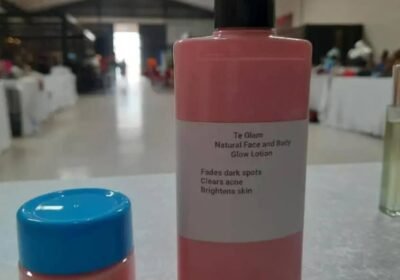 Te Glam
Natural Face and Body
Glow Lotion
Fades dark spots
Clears acne
Brightens skin